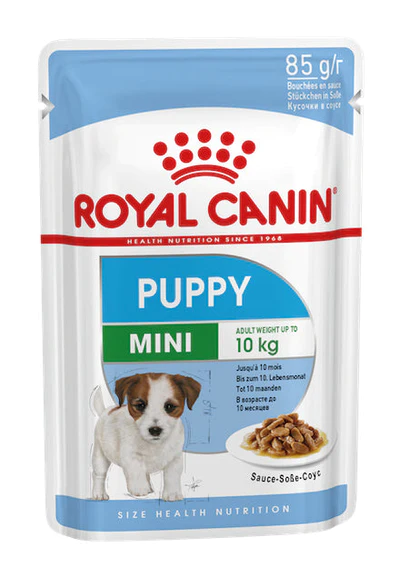 85 g/r
Bouchées en sauce
Stückchen in Soße
Кусочки в соусе
ROYAL CANIN
HEALTH NUTRITION SINCE 1968
PUPPY
MINI
ADULT WEIGHT UP TO
10 kg
Jusqu'à 10 mois
Bis zum 10. Lebensmonat
Tot 10 maanden
В возрасте до
10 месяцев
Sauce-Soße-Соус
SIZE HEALTH NUTRITION